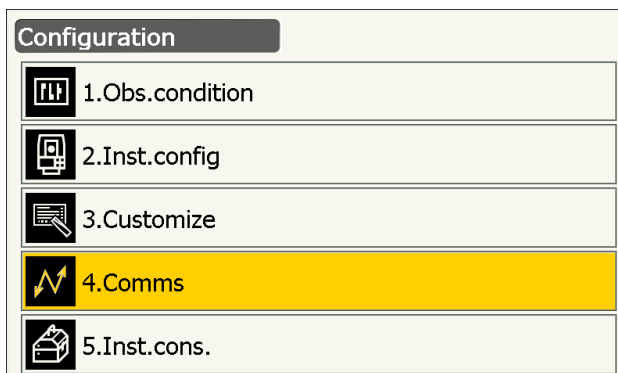 Configuration
1.Obs.condition
2.Inst.config
3.Customize
4.Comms
5.Inst.cons.